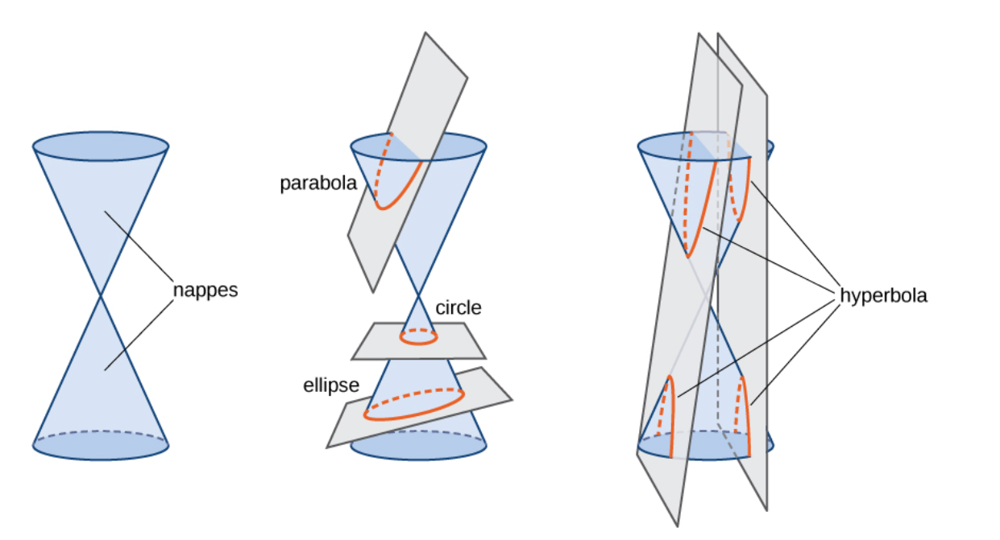 parabola
nappes
circle
ellipse
hyperbola